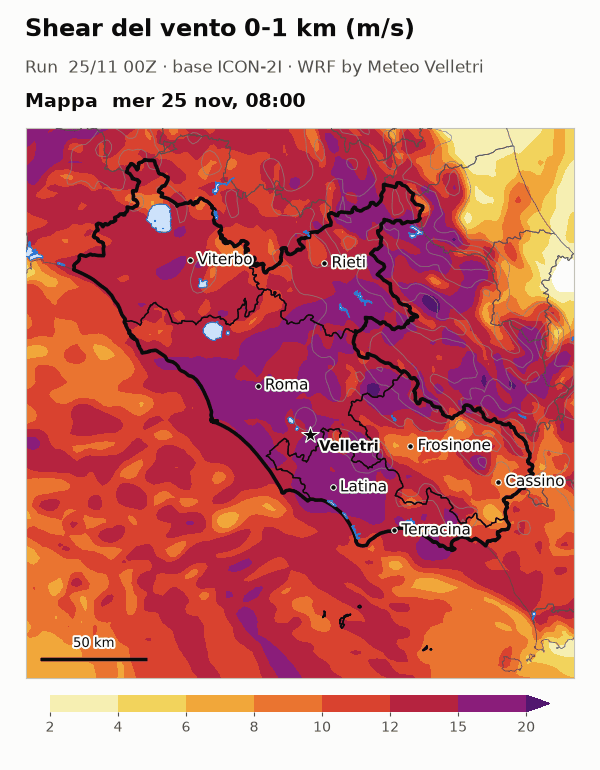 Shear del vento 0-1 km (m/s)
Run  25/11 00Z · base ICON-2I · WRF by Meteo Velletri
Mappa  mer 25 nov, 08:00
Viterbo
Rieti
Roma
Velletri
Frosinone
Cassino
Latina
Terracina
50 km
2 4 6 8 10 12 15 20